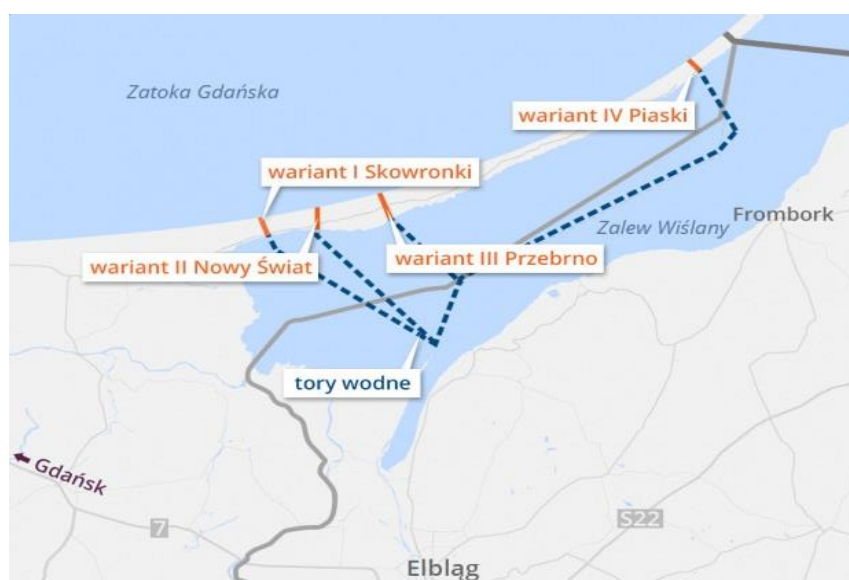 Zatoka Gdańska
wariant IV Piaski
wariant I Skowronki
Frombork
Zalew Wiślany
wariant II Nowy Świat
wariant III Przebrno
tory wodne
Gdańsk
7
S22
Elbląg